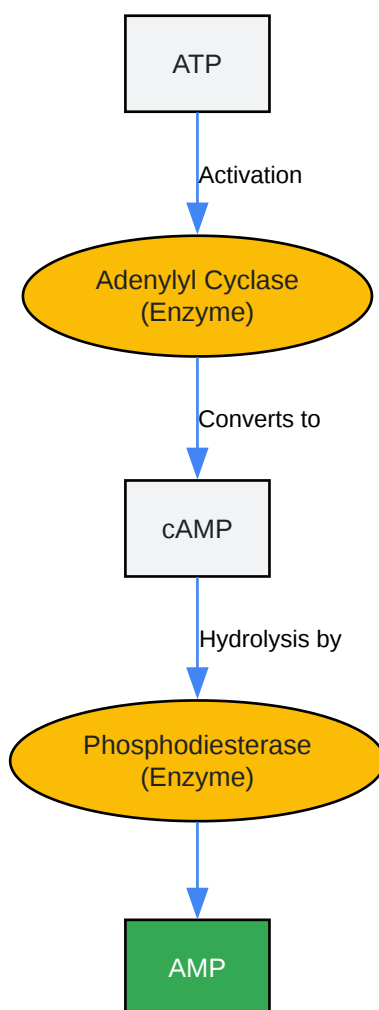 ATP
Activation
Adenylyl Cyclase
(Enzyme)
Converts to
cAMP
Hydrolysis by
Phosphodiesterase
(Enzyme)
AMP